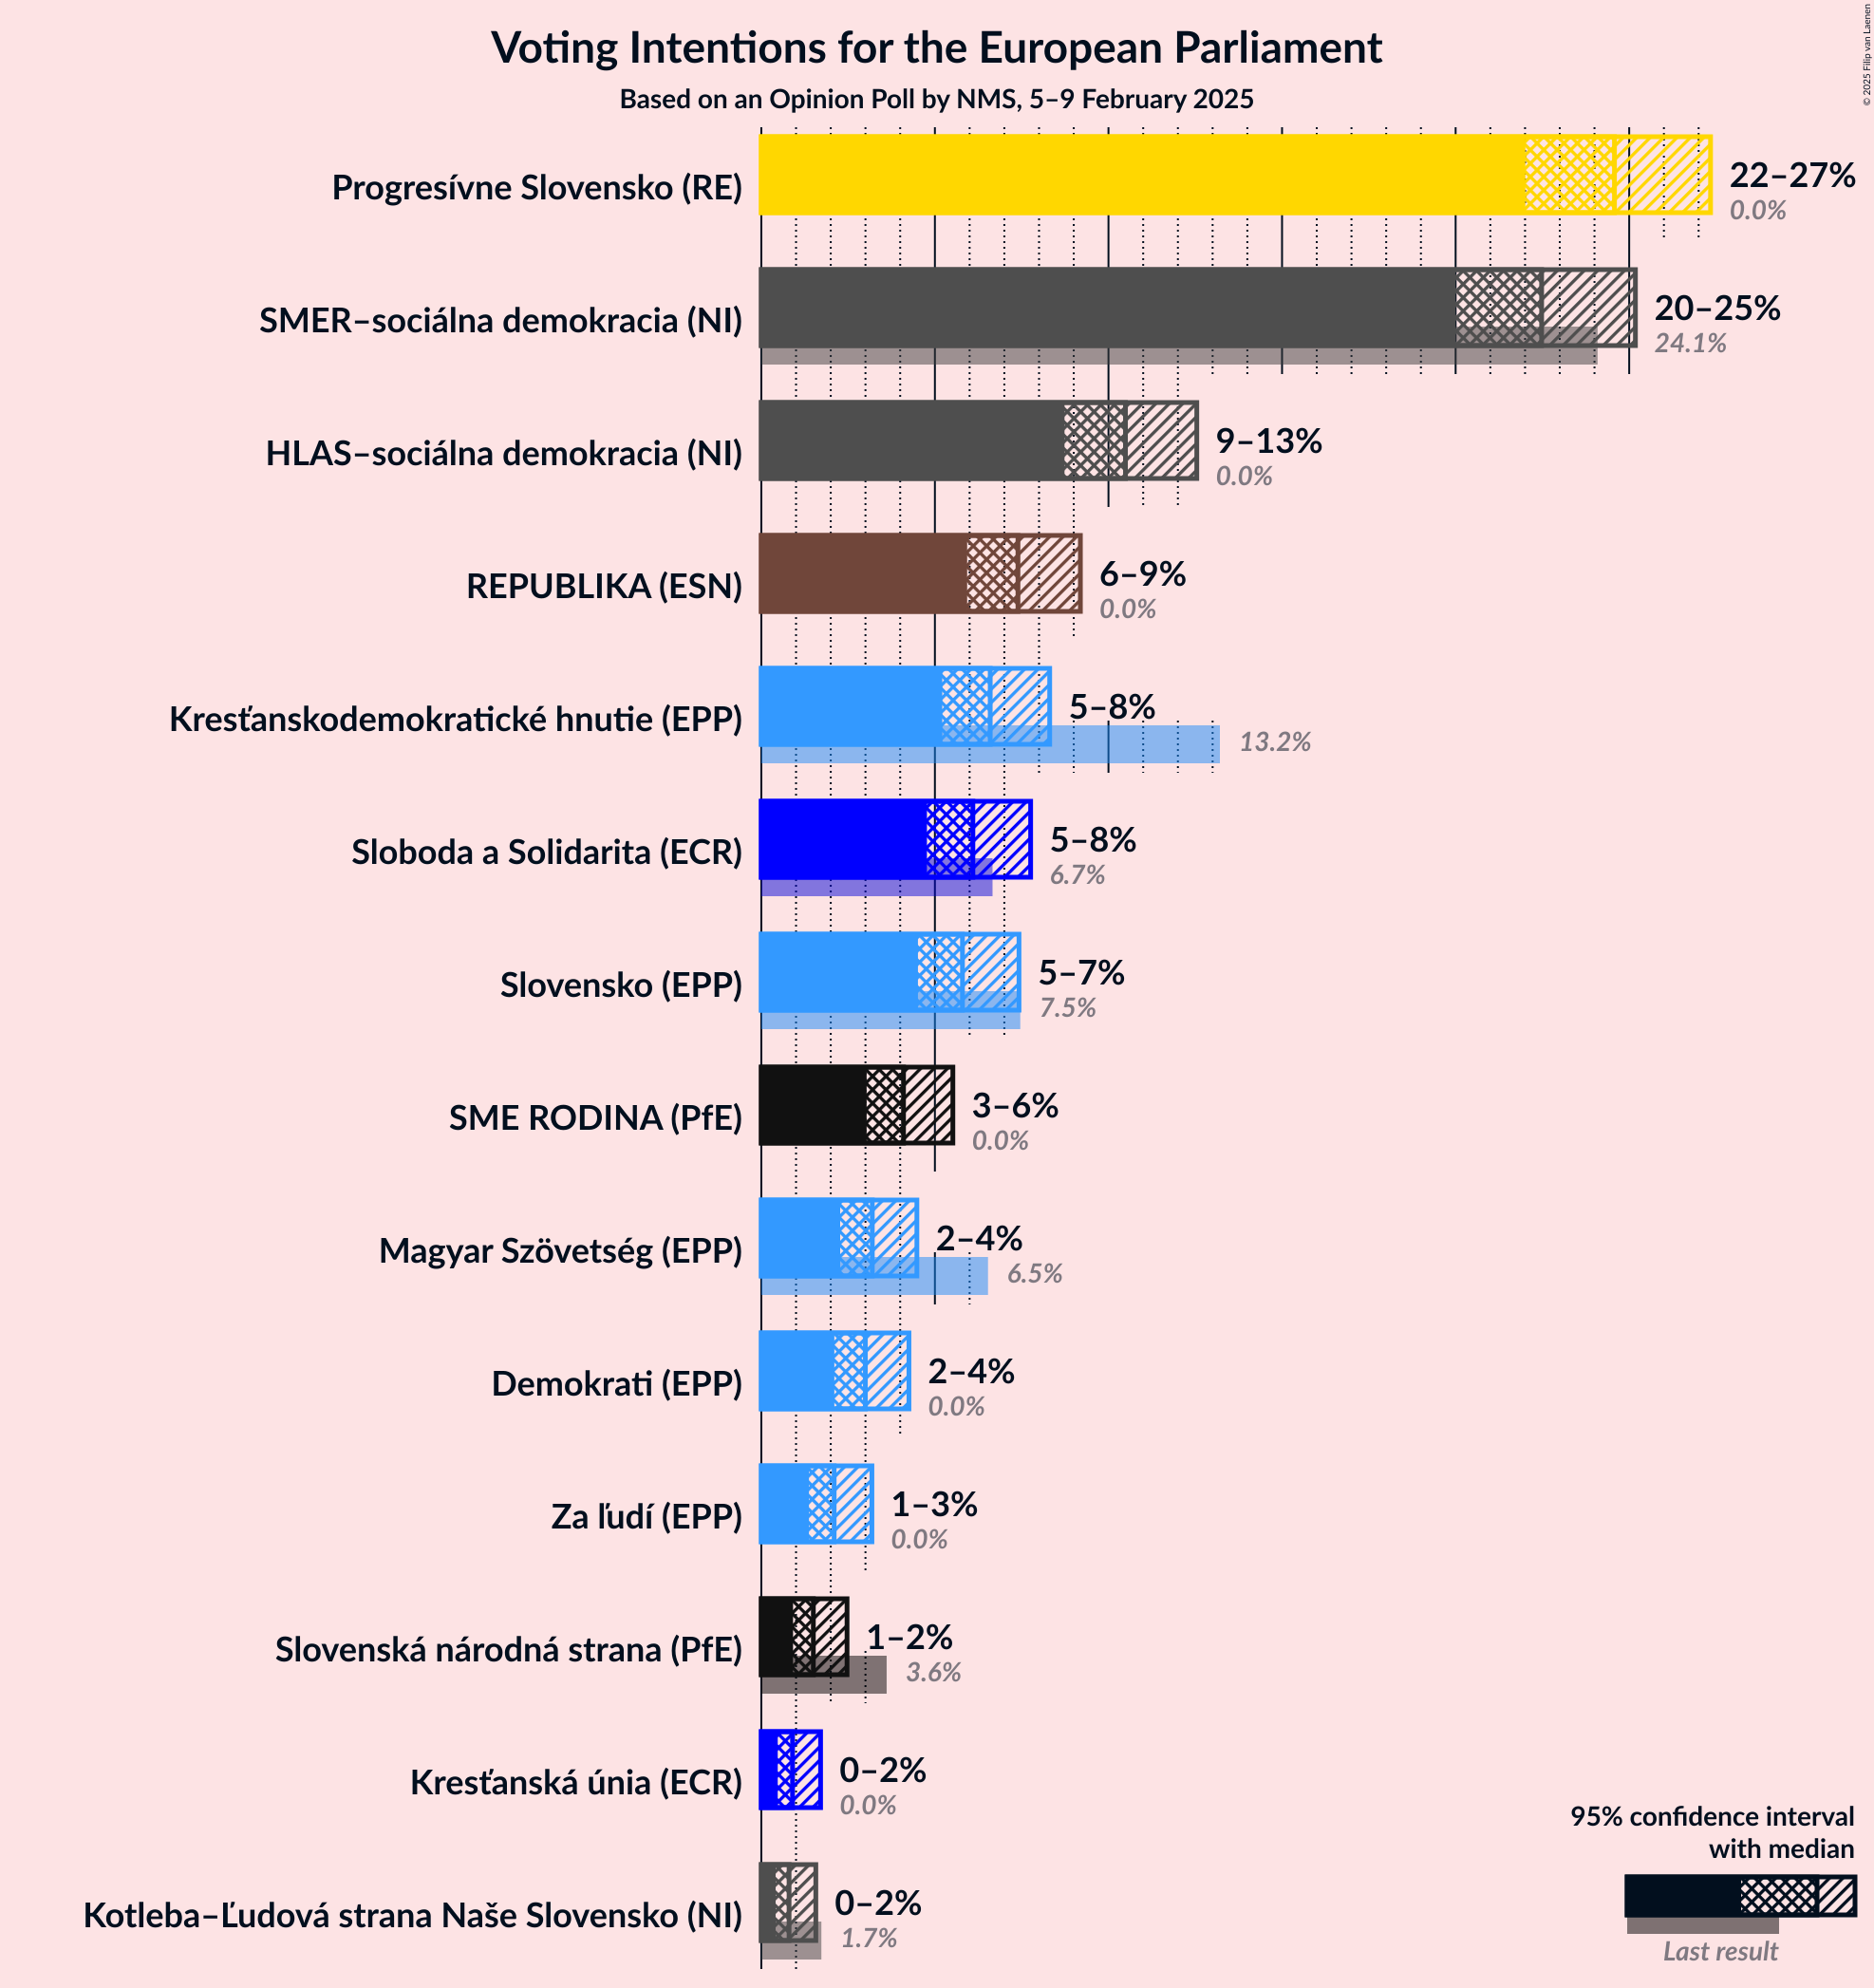 © 2025 Filip van Laenen
Voting Intentions for the European Parliament
Based on an Opinion Poll by NMS, 5–9 February 2025
Progresívne Slovensko (RE)
22–27%
0.0%
SMER–sociálna demokracia (NI)
20–25%
24.1%
HLAS–sociálna demokracia (NI)
9–13%
0.0%
REPUBLIKA (ESN)
6–9%
0.0%
Kresťanskodemokratické hnutie (EPP)
5–8%
13.2%
Sloboda a Solidarita (ECR)
5–8%
6.7%
Slovensko (EPP)
5–7%
7.5%
SME RODINA (PfE)
3–6%
0.0%
Magyar Szövetség (EPP)
2–4%
6.5%
Demokrati (EPP)
2–4%
0.0%
Za ľudí (EPP)
1–3%
0.0%
Slovenská národná strana (PfE)
1–2%
3.6%
Kresťanská únia (ECR)
0–2%
0.0%
Kotleba–Ľudová strana Naše Slovensko (NI)
0–2%
1.7%
95% confidence interval
with median
Last result